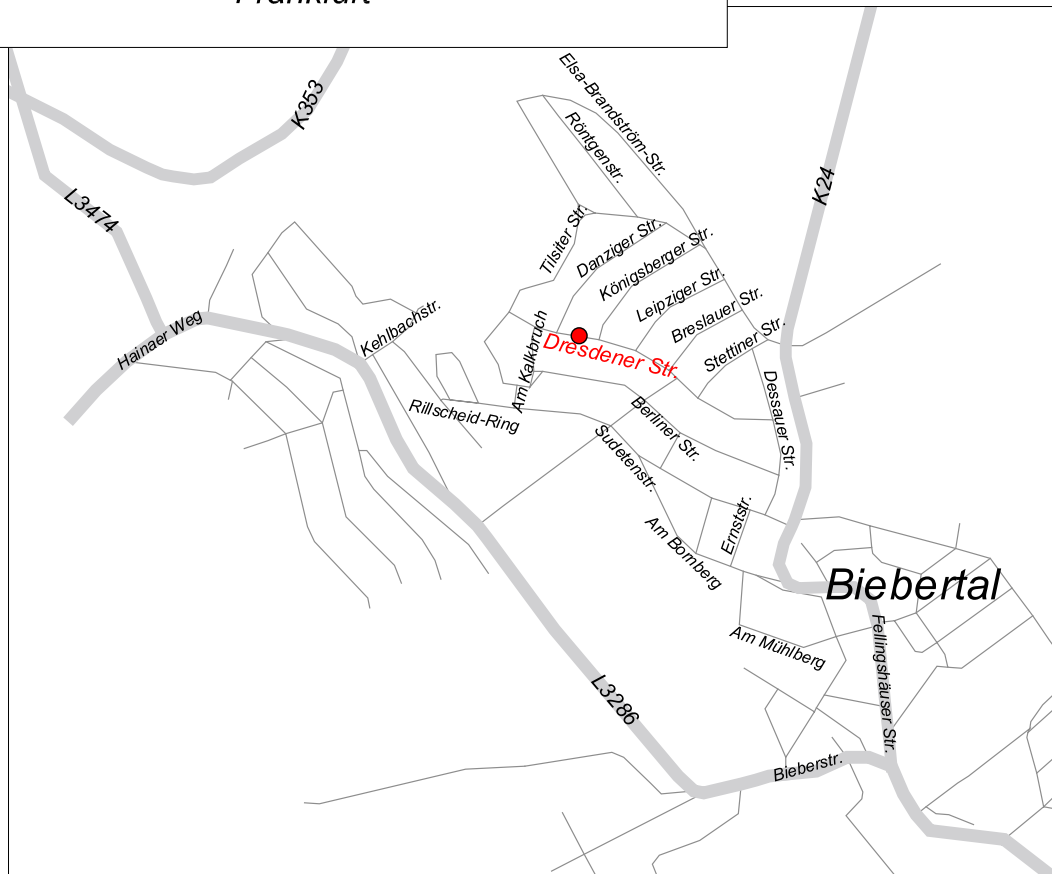 Frankfurt
K353
Elsa-Brandström-Str.
Röntgenstr.
K24
L3474
Tilsiter Str.
Danziger Str.
Königsberger Str.
Leipziger Str.
Breslauer Str.
Stettiner Str.
Hainaer Weg
Kehlbachstr.
Am Kalkbruch
Dresdener Str.
Dessauer Str.
Rillscheid-Ring
Berliner Str.
Sudetenstr.
Ernststr.
Am Bornberg
Biebertal
Am Mühlberg
Fellingshäuser Str.
L3286
Bieberstr.